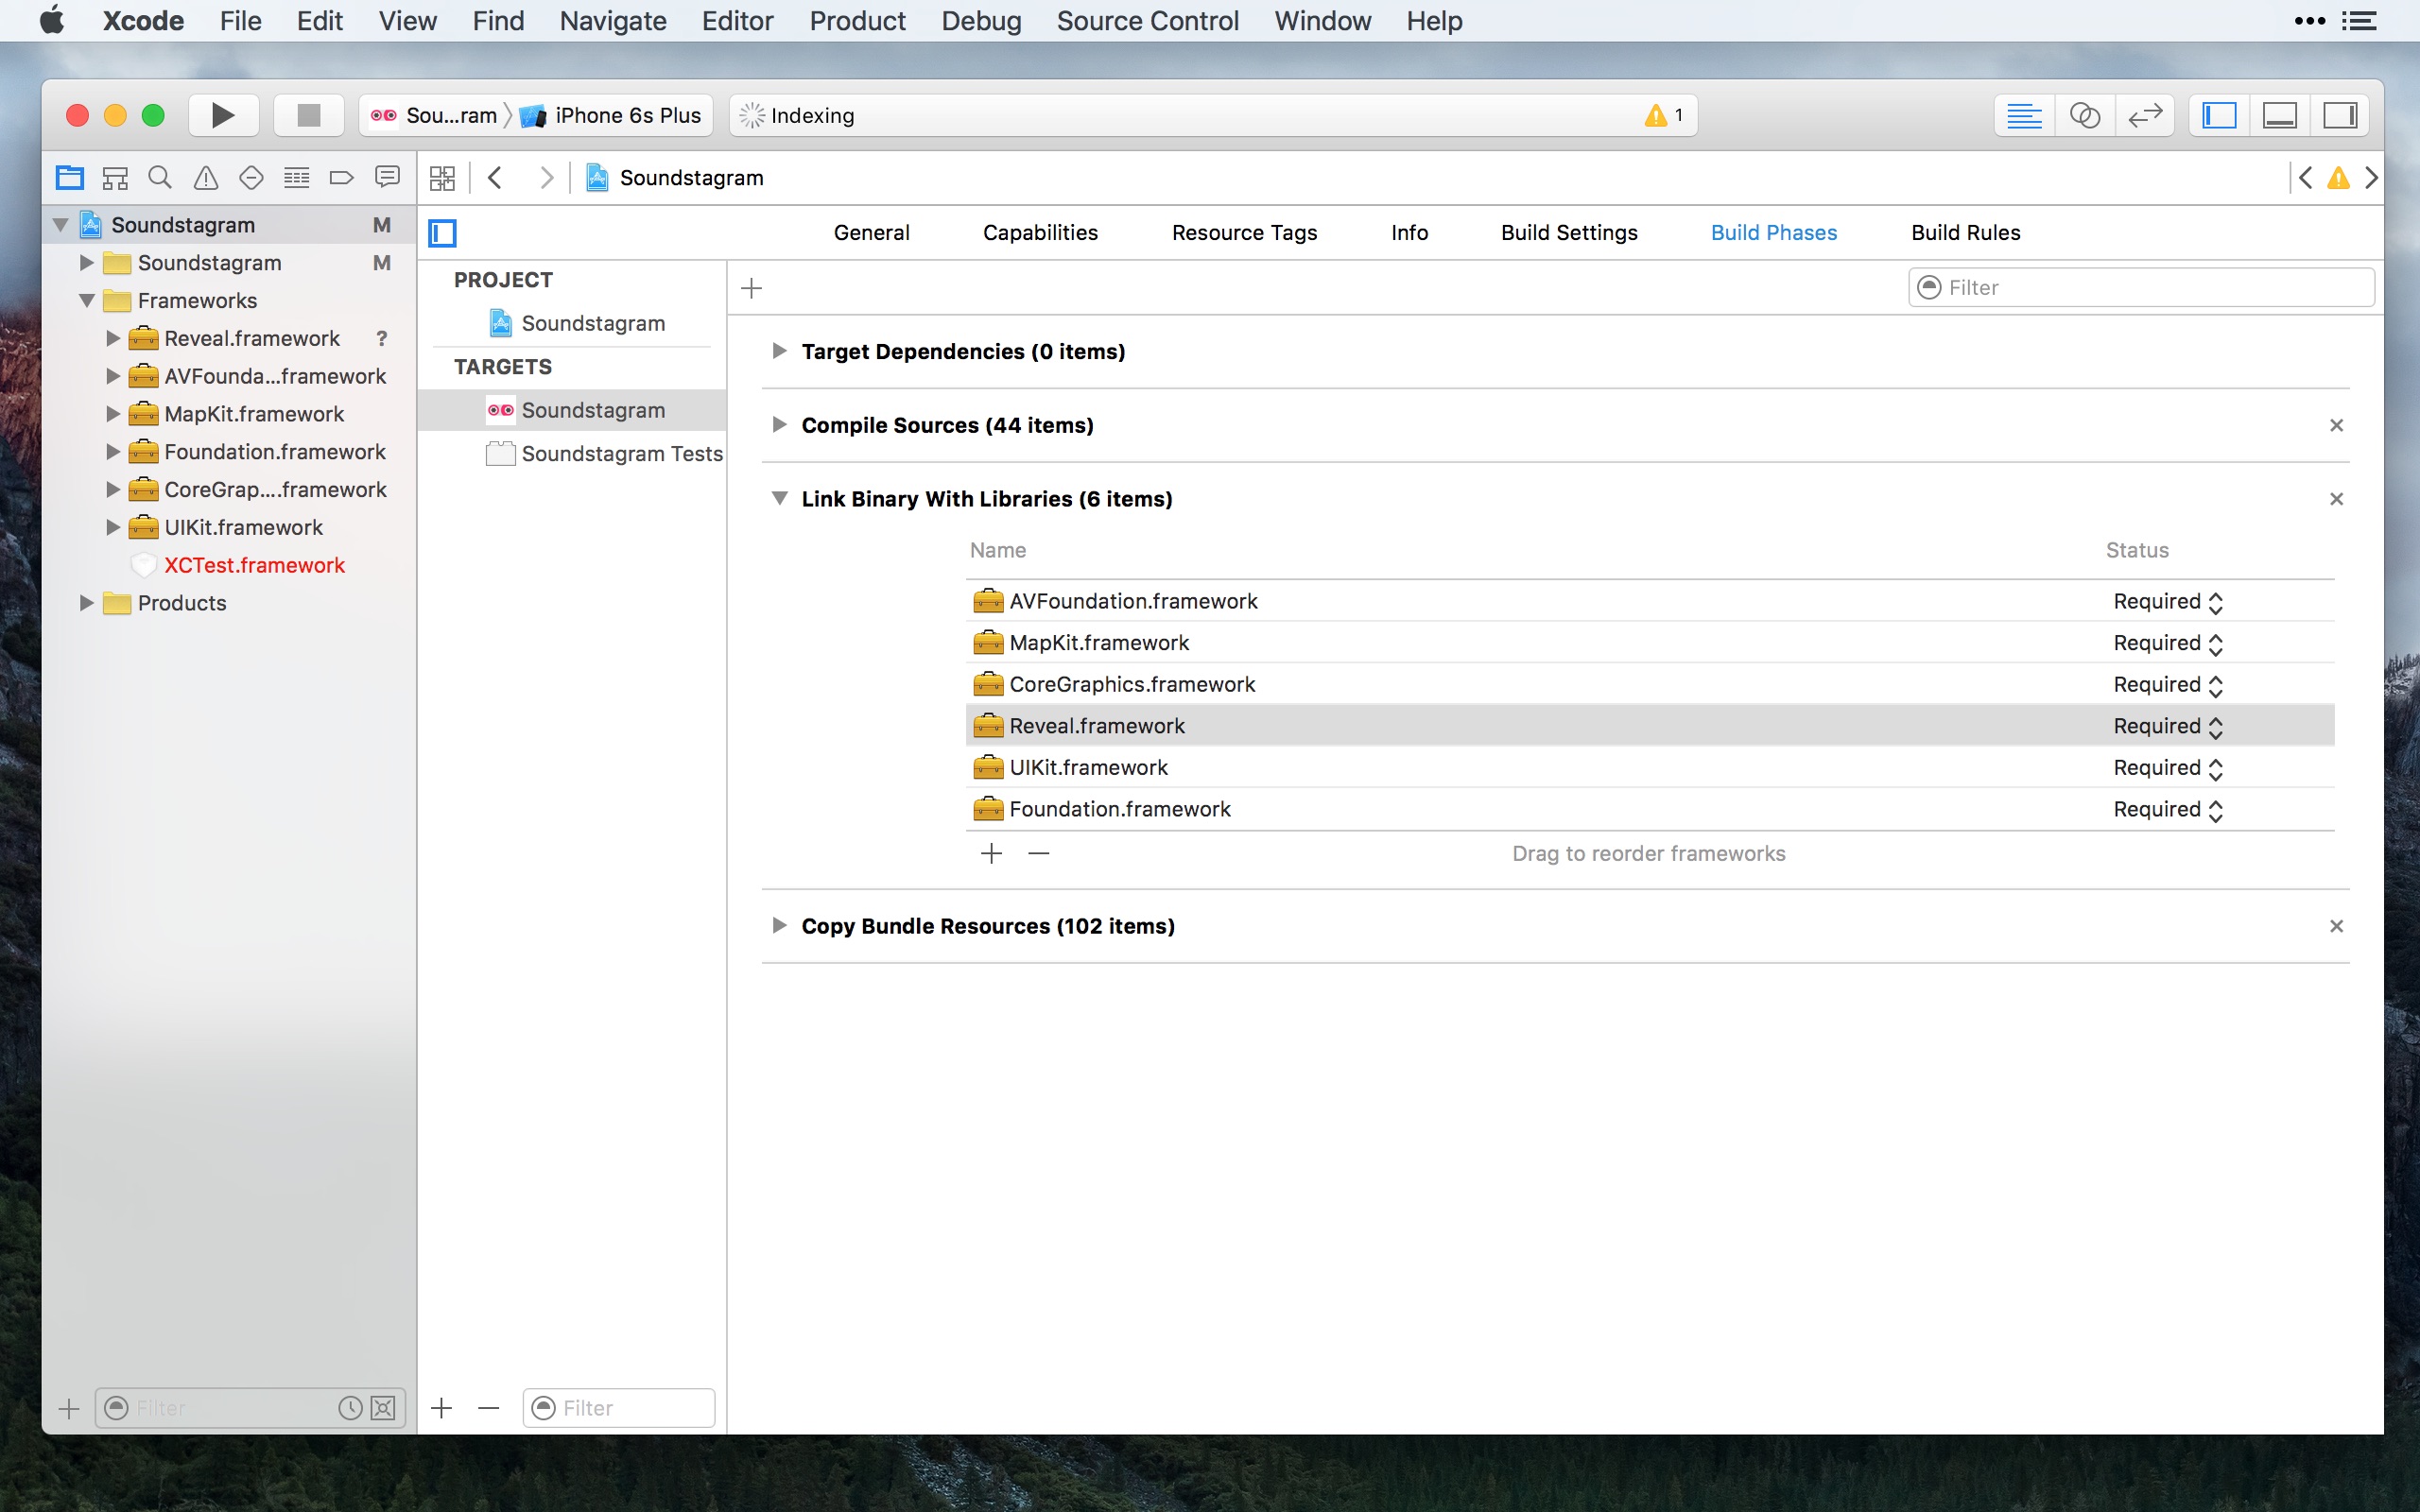 Xcode File Edit View Find Navigate Editor Product Debug Source Control Window Help
Sou...ram iPhone 6s Plus Indexing 1
Soundstagram
Soundstagram M
Soundstagram M
Frameworks
Reveal.framework ?
AVFounda...framework
MapKit.framework
Foundation.framework
CoreGrap....framework
UIKit.framework
XCTest.framework
Products
Filter
General Capabilities Resource Tags Info Build Settings Build Phases Build Rules
PROJECT
Soundstagram
TARGETS
Soundstagram
Soundstagram Tests
Filter
Filter
Target Dependencies (0 items)
Compile Sources (44 items)
Link Binary With Libraries (6 items)
Name Status
AVFoundation.framework Required
MapKit.framework Required
CoreGraphics.framework Required
Reveal.framework Required
UIKit.framework Required
Foundation.framework Required
Drag to reorder frameworks
Copy Bundle Resources (102 items)